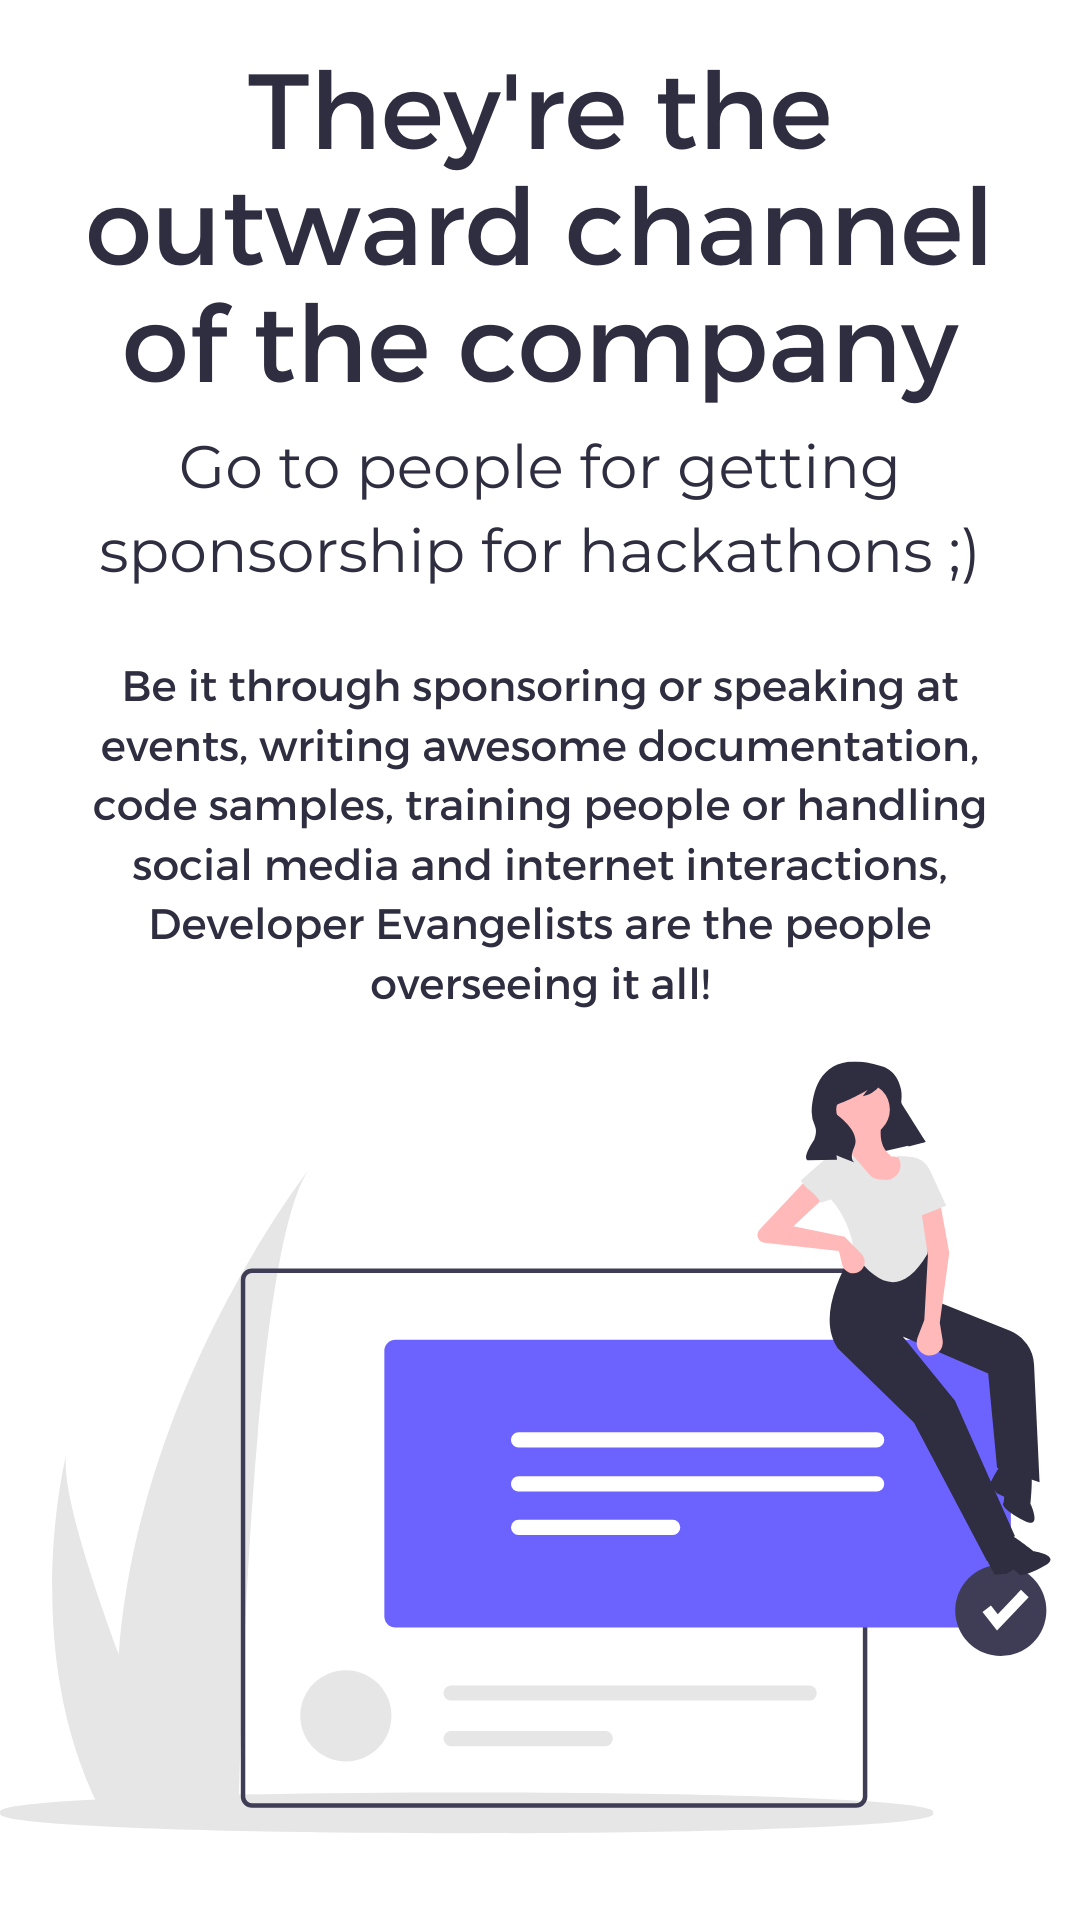 They're the
outward channel
of the company
Go to people for getting
sponsorship for hackathons ;)
Be it through sponsoring or speaking at
events, writing awesome documentation,
code samples, training people or handling
social media and internet interactions,
Developer Evangelists are the people
overseeing it all!